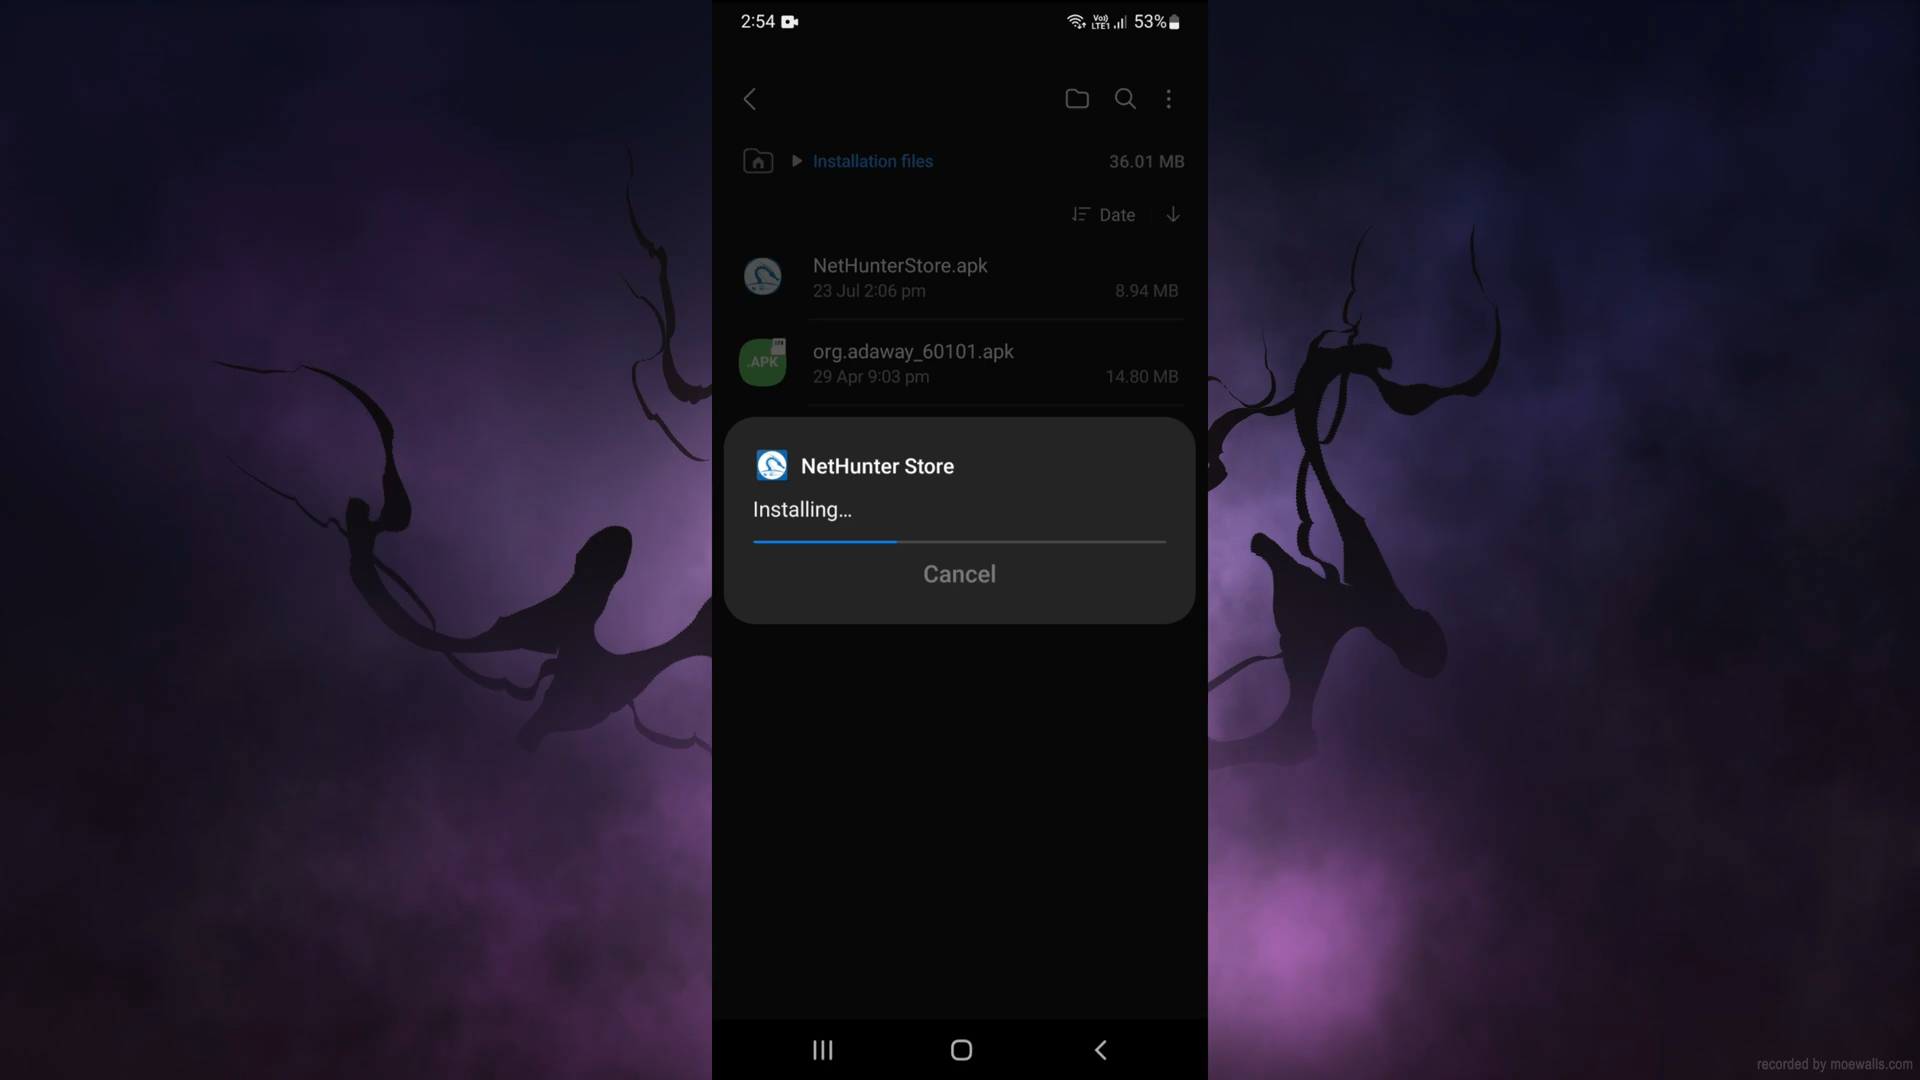 2:54
Vo)) LTE1 53%
Installation files 36.01 MB
Date
NetHunterStore.apk
23 Jul 2:06 pm 8.94 MB
.APK
org.adaway_60101.apk
29 Apr 9:03 pm 14.80 MB
NetHunter Store
Installing...
Cancel
recorded by moewalls.com